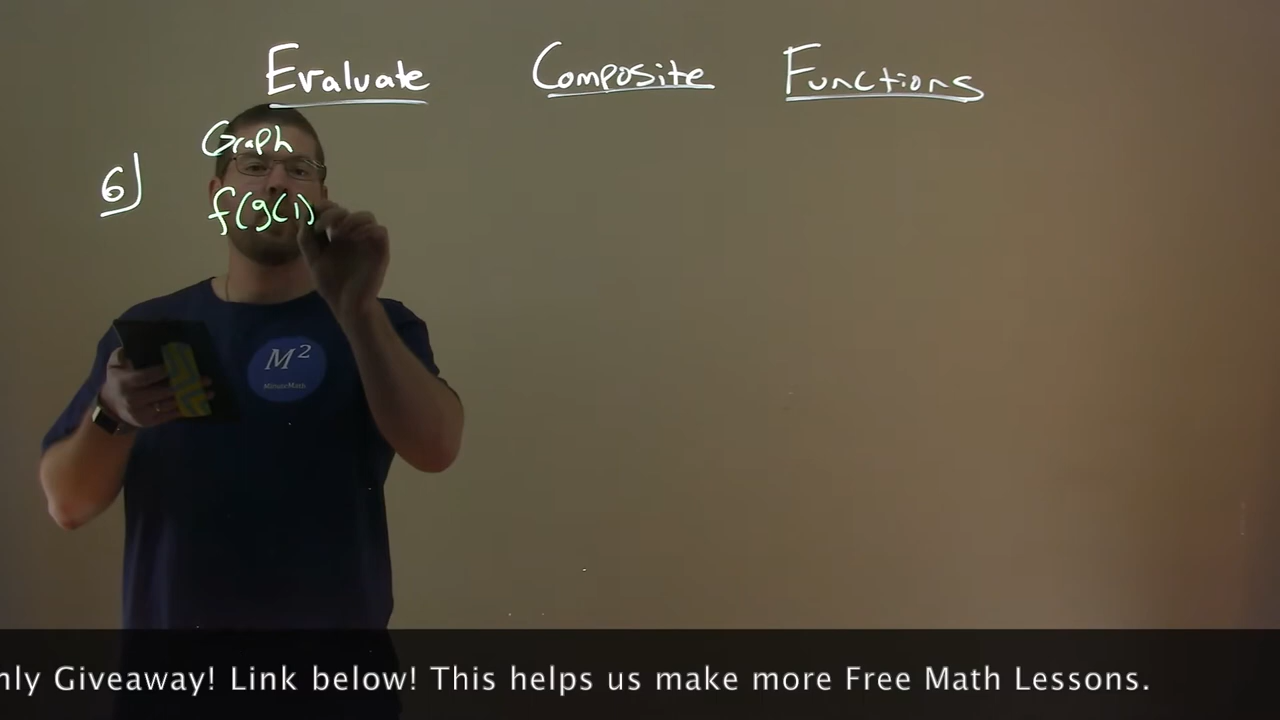 Evaluate Composite Functions
Graph
6)
f(g(1)
M²
MinuteMath
nly Giveaway! Link below! This helps us make more Free Math Lessons.